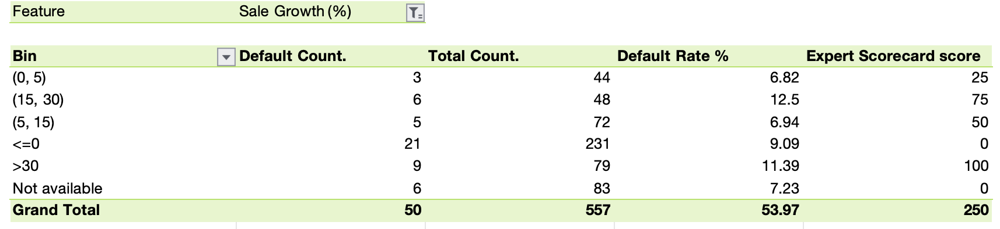 Feature Sale Growth (%)
Bin Default Count. Total Count. Default Rate % Expert Scorecard score
(0, 5) 3 44 6.82 25
(15, 30) 6 48 12.5 75
(5, 15) 5 72 6.94 50
<=0 21 231 9.09 0
>30 9 79 11.39 100
Not available 6 83 7.23 0
Grand Total 50 557 53.97 250